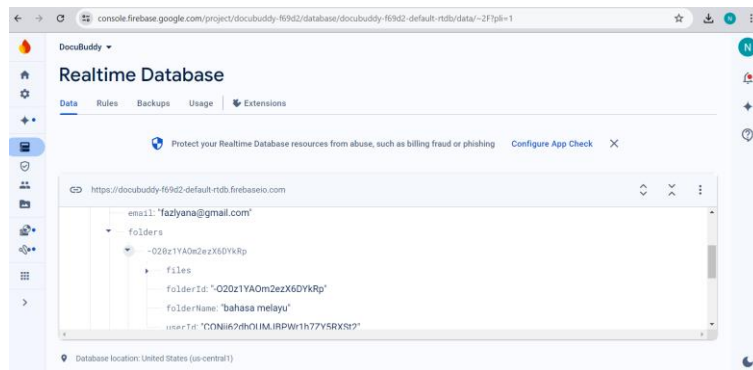 console.firebase.google.com/project/docubuddy-f69d2/database/docubuddy-f69d2-default-rtdb/data/~2F?pli=1
N
DocuBuddy
N
Realtime Database
Data Rules Backups Usage Extensions
Protect your Realtime Database resources from abuse, such as billing fraud or phishing Configure App Check
https://docubuddy-f69d2-default-rtdb.firebaseio.com
email: "fazlyana@gmail.com"
folders
-O20z1YAOm2ezX6DYkRp
files
folderId: "-O20z1YAOm2ezX6DYkRp"
folderName: "bahasa melayu"
userId:
Database location: United States (us-central1)